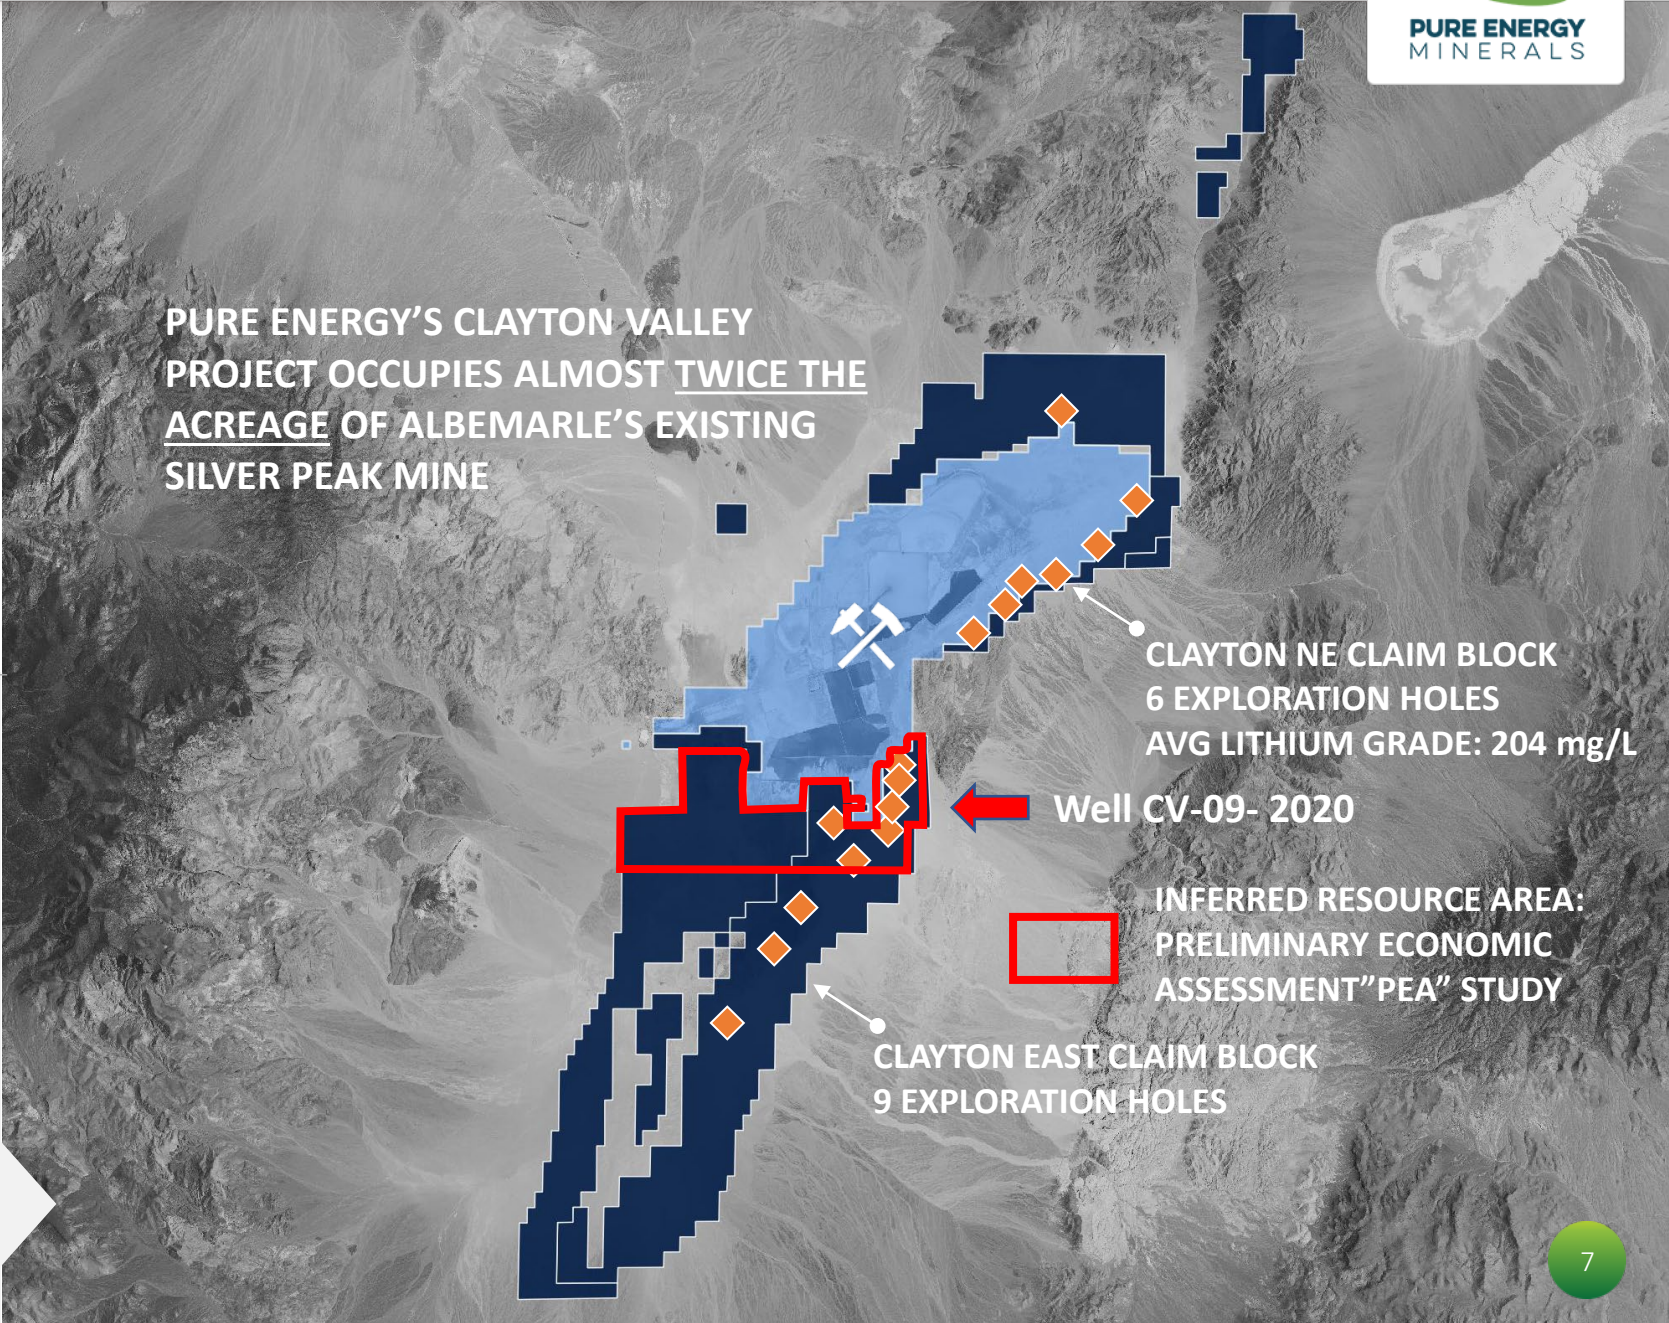 PURE ENERGY
MINERALS
PURE ENERGY’S CLAYTON VALLEY
PROJECT OCCUPIES ALMOST TWICE THE
ACREAGE OF ALBEMARLE’S EXISTING
SILVER PEAK MINE
CLAYTON NE CLAIM BLOCK
6 EXPLORATION HOLES
AVG LITHIUM GRADE: 204 mg/L
Well CV-09- 2020
INFERRED RESOURCE AREA:
PRELIMINARY ECONOMIC
ASSESSMENT”PEA” STUDY
CLAYTON EAST CLAIM BLOCK
9 EXPLORATION HOLES
7